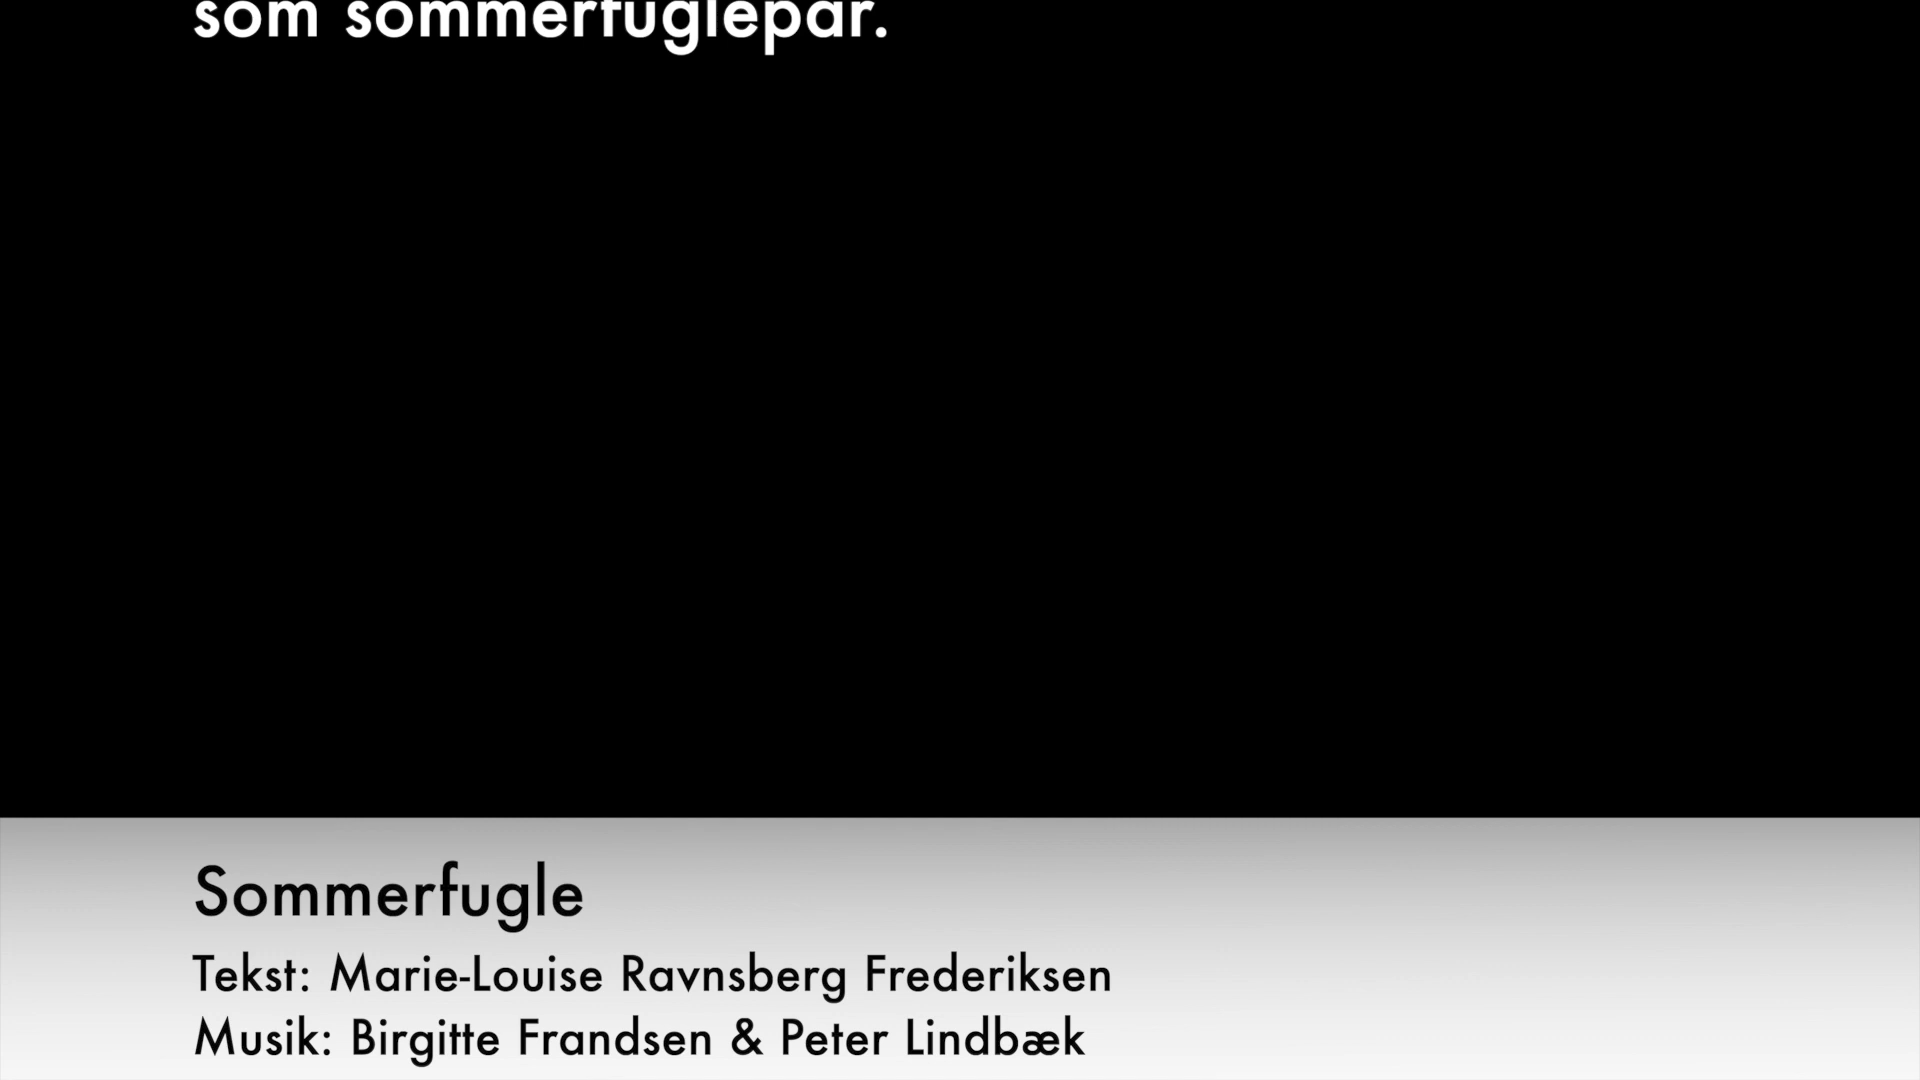 som sommerfuglepar.
Sommerfugle
Tekst: Marie-Louise Ravnsberg Frederiksen
Musik: Birgitte Frandsen & Peter Lindbæk